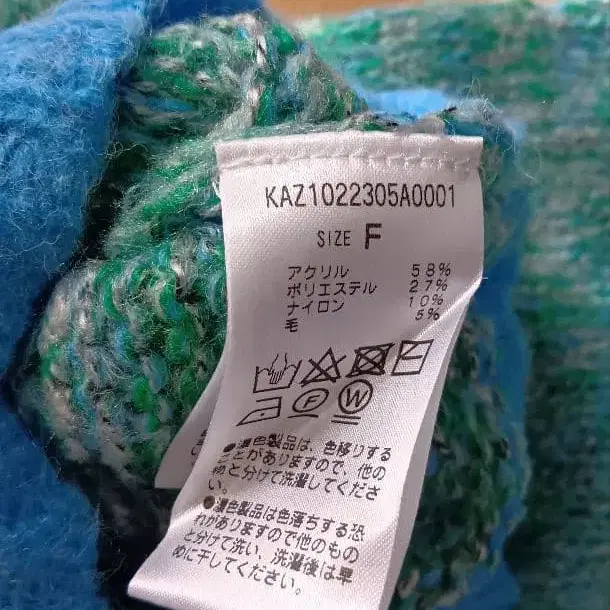 KAZ1022305A0001
SIZE F
アクリル 58%
ポリエステル 27%
ナイロン 10%
毛 5%
F W
●濃色製品は、色移りする
ことがありますので、他の
物と分けて洗濯してくださ
い。
●濃色製品は色落ちする恐
れがありますので他のもの
と分けて洗い、洗濯後は早
めに干してください。